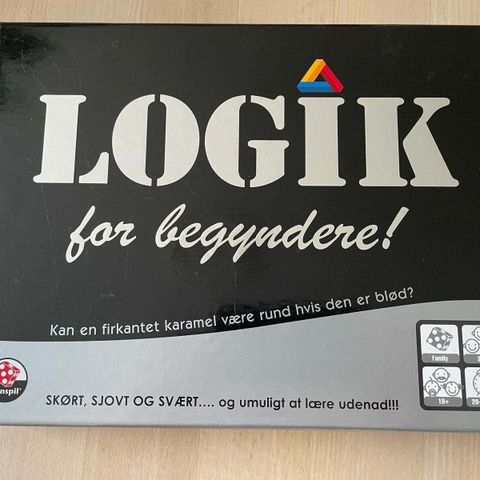 LOGIK
for begyndere!
Kan en firkantet karamel være rund hvis den er blød?
Family
nspil®
SKØRT, SJOVT OG SVÆRT.... og umuligt at lære udenad!!!
10+